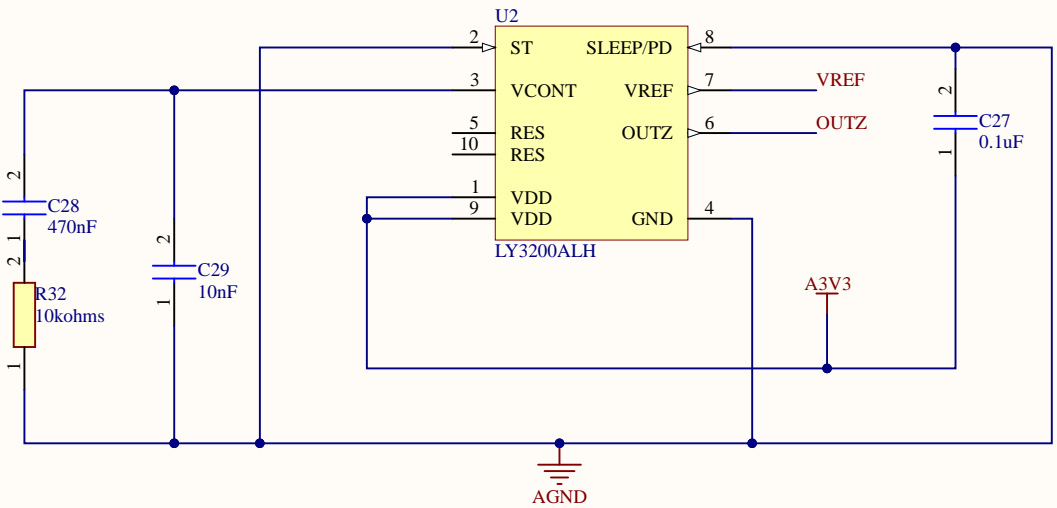 U2
2 ST SLEEP/PD 8
3 VCONT VREF 7 VREF
5 RES OUTZ 6 OUTZ
10 RES
1 VDD
9 VDD GND 4
LY3200ALH
2
C27
0.1uF
1
2
C28
470nF
1
2
R32
10kohms
1
2
C29
10nF
1
A3V3
AGND